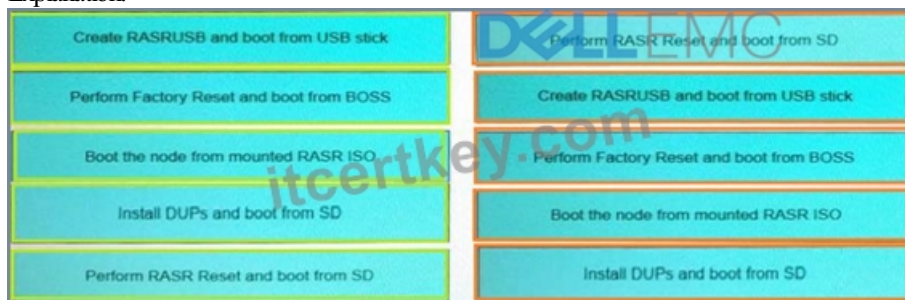 Create RASRUSB and boot from USB stick
Perform Factory Reset and boot from BOSS
Boot the node from mounted RASR ISO
Install DUPs and boot from SD
Perform RASR Reset and boot from SD
DELLEMC
Perform RASR Reset and boot from SD
Create RASRUSB and boot from USB stick
Perform Factory Reset and boot from BOSS
Boot the node from mounted RASR ISO
Install DUPs and boot from SD
itcertkey.com